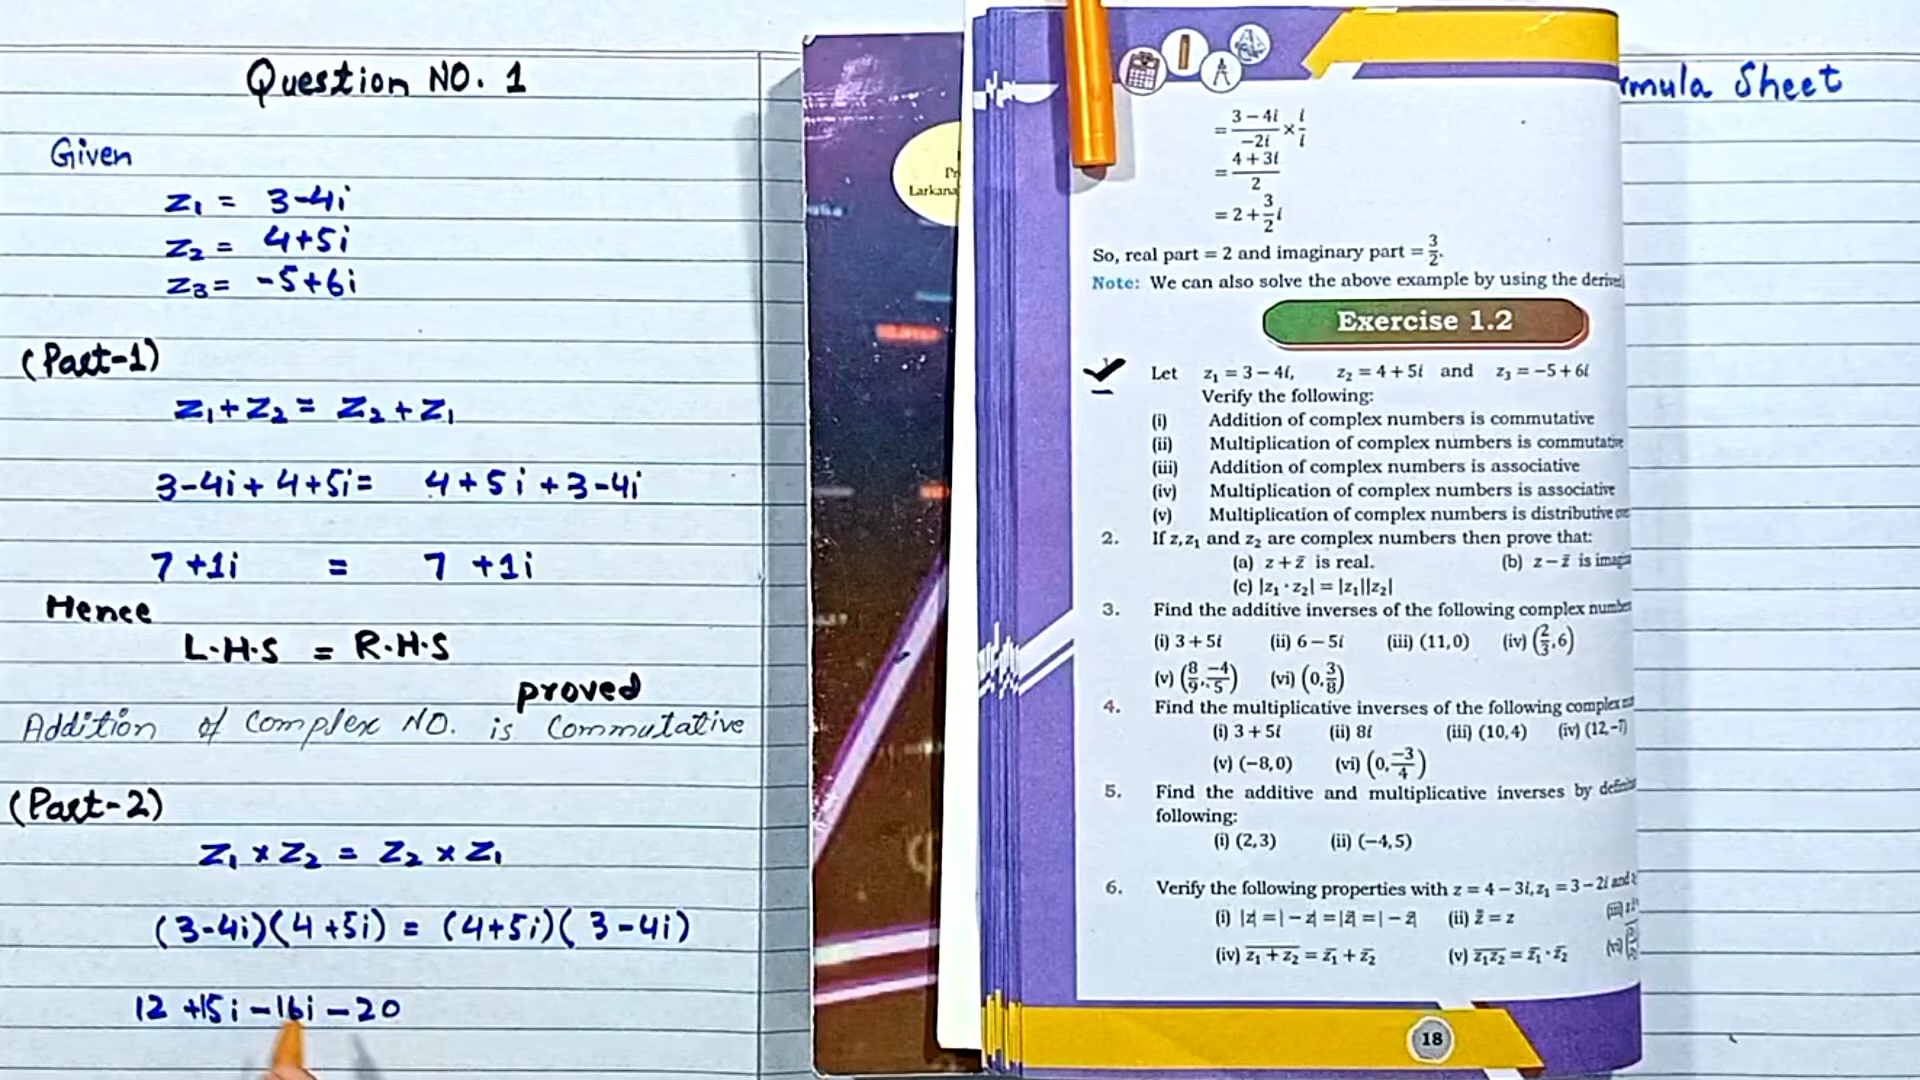 Question NO. 1
Given
z₁ = 3-4i
z₂ = 4+5i
z₃ = -5+6i
(Part-1)
z₁+z₂ = z₂+z₁
3-4i+4+5i= 4+5i+3-4i
7+1i = 7+1i
Hence
L.H.S = R.H.S
proved
Addition of Complex NO. is Commutative
(Part-2)
z₁ × z₂ = z₂ × z₁
(3-4i)(4+5i) = (4+5i)(3-4i)
12 +15i -16i -20
Larkana
= (3 − 4i)/(−2i) × i/i
= (4 + 3i)/2
= 2 + 3/2 i
So, real part = 2 and imaginary part = 3/2.
Note: We can also solve the above example by using the
Exercise 1.2
Let z₁ = 3 − 4i, z₂ = 4 + 5i and z₃ = −5 + 6i
Verify the following:
(i) Addition of complex numbers is commutative
(ii) Multiplication of complex numbers is commutative
(iii) Addition of complex numbers is associative
(iv) Multiplication of complex numbers is associative
(v) Multiplication of complex numbers is distributive
2. If z, z₁ and z₂ are complex numbers then prove that:
(a) z + z̄ is real. (b) z − z̄ is
(c) |z₁ · z₂| = |z₁||z₂|
3. Find the additive inverses of the following complex
(i) 3 + 5i (ii) 6 − 5i (iii) (11, 0) (iv) (2/3, 6)
(v) (8/9, −4/5) (vi) (0, 3/8)
4. Find the multiplicative inverses of the following complex
(i) 3 + 5i (ii) 8i (iii) (10, 4) (iv) (12, −7)
(v) (−8, 0) (vi) (0, −3/4)
5. Find the additive and multiplicative inverses by
following:
(i) (2, 3) (ii) (−4, 5)
6. Verify the following properties with z = 4 − 3i, z₁ = 3 − 2i and
(i) |z| = |− z| = |z̄| = |− z̄| (ii) z̿ = z (iii)
(iv) \overline{z₁ + z₂} = z̄₁ + z̄₂ (v) \overline{z₁z₂} = z̄₁ · z̄₂ (vi)
18
Sheet